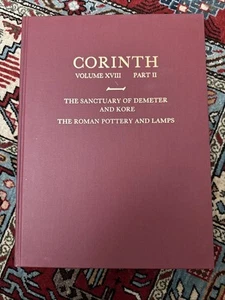 CORINTH
VOLUME XVIII PART II
THE SANCTUARY OF DEMETER
AND KORE
THE ROMAN POTTERY AND LAMPS